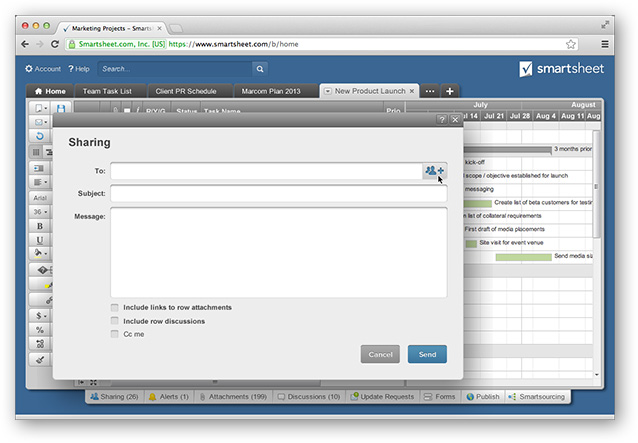 Marketing Projects – Smartsh
Smartsheet.com, Inc. [US] https://www.smartsheet.com/b/home
Account ? Help Search... smartsheet
Home Team Task List Client PR Schedule Marcom Plan 2013 New Product Launch
R/Y/G Status Task Name Prio July August
14 Jul 21 Jul 28 Aug 4 Aug 11 Aug
Sharing
3 months prior
To:
kick-off
scope / objective established for launch
Subject:
messaging
Arial
Create list of beta customers for testin
36
Message:
list of collateral requirements
B
First draft of media placements
U
Site visit for event venue
Send media
Include links to row attachments
Include row discussions
$
Cc me
%
Cancel Send
Sharing (26) Alerts (1) Attachments (199) Discussions (10) Update Requests Forms Publish Smartsourcing